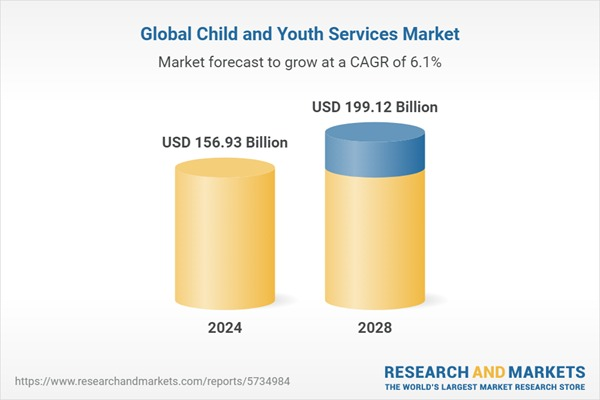 Global Child and Youth Services Market
Market forecast to grow at a CAGR of 6.1%
USD 199.12 Billion
USD 156.93 Billion
2024
2028
https://www.researchandmarkets.com/reports/5734984
RESEARCH AND MARKETS
THE WORLD'S LARGEST MARKET RESEARCH STORE